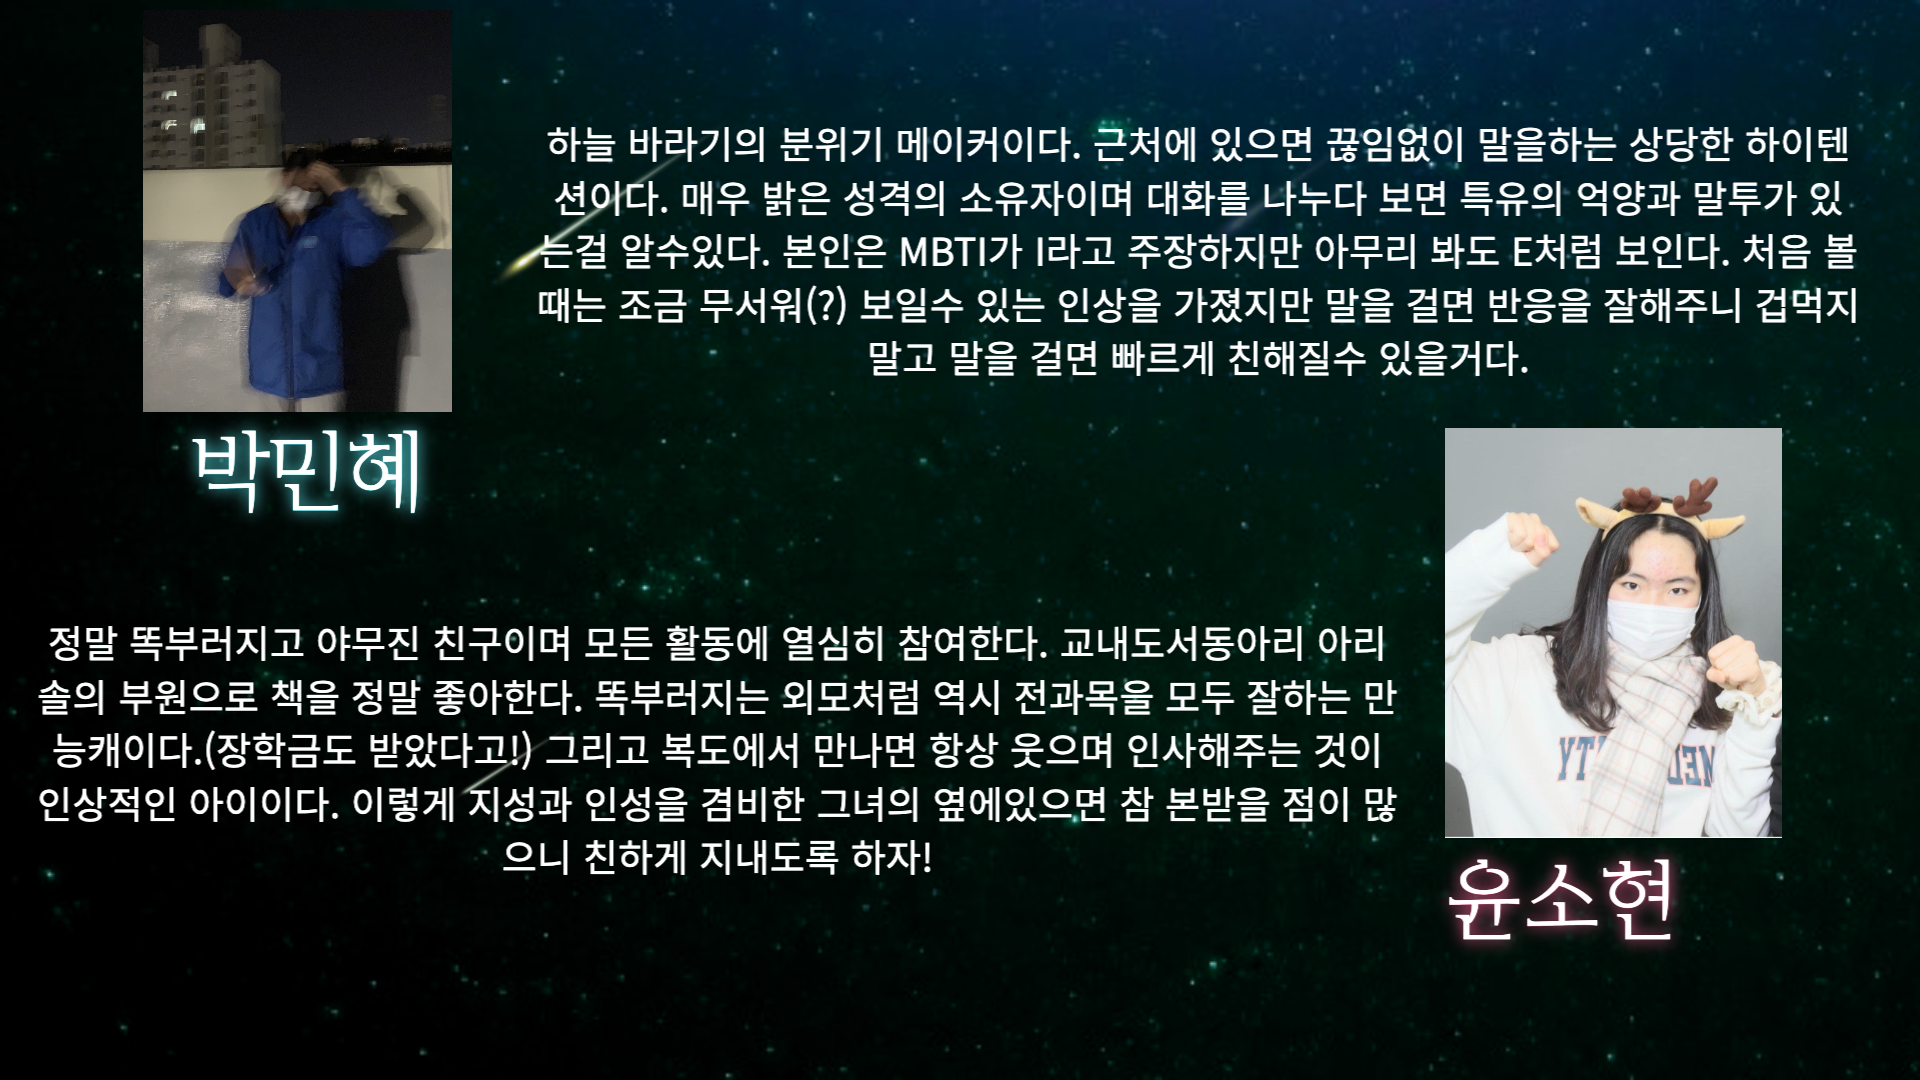 하늘 바라기의 분위기 메이커이다. 근처에 있으면 끊임없이 말을하는 상당한 하이텐
션이다. 매우 밝은 성격의 소유자이며 대화를 나누다 보면 특유의 억양과 말투가 있
는걸 알수있다. 본인은 MBTI가 I라고 주장하지만 아무리 봐도 E처럼 보인다. 처음 볼
때는 조금 무서워(?) 보일수 있는 인상을 가졌지만 말을 걸면 반응을 잘해주니 겁먹지
말고 말을 걸면 빠르게 친해질수 있을거다.
박민혜
정말 똑부러지고 야무진 친구이며 모든 활동에 열심히 참여한다. 교내도서동아리 아리
솔의 부원으로 책을 정말 좋아한다. 똑부러지는 외모처럼 역시 전과목을 모두 잘하는 만
능캐이다.(장학금도 받았다고!) 그리고 복도에서 만나면 항상 웃으며 인사해주는 것이
인상적인 아이이다. 이렇게 지성과 인성을 겸비한 그녀의 옆에있으면 참 본받을 점이 많
으니 친하게 지내도록 하자!
윤소현